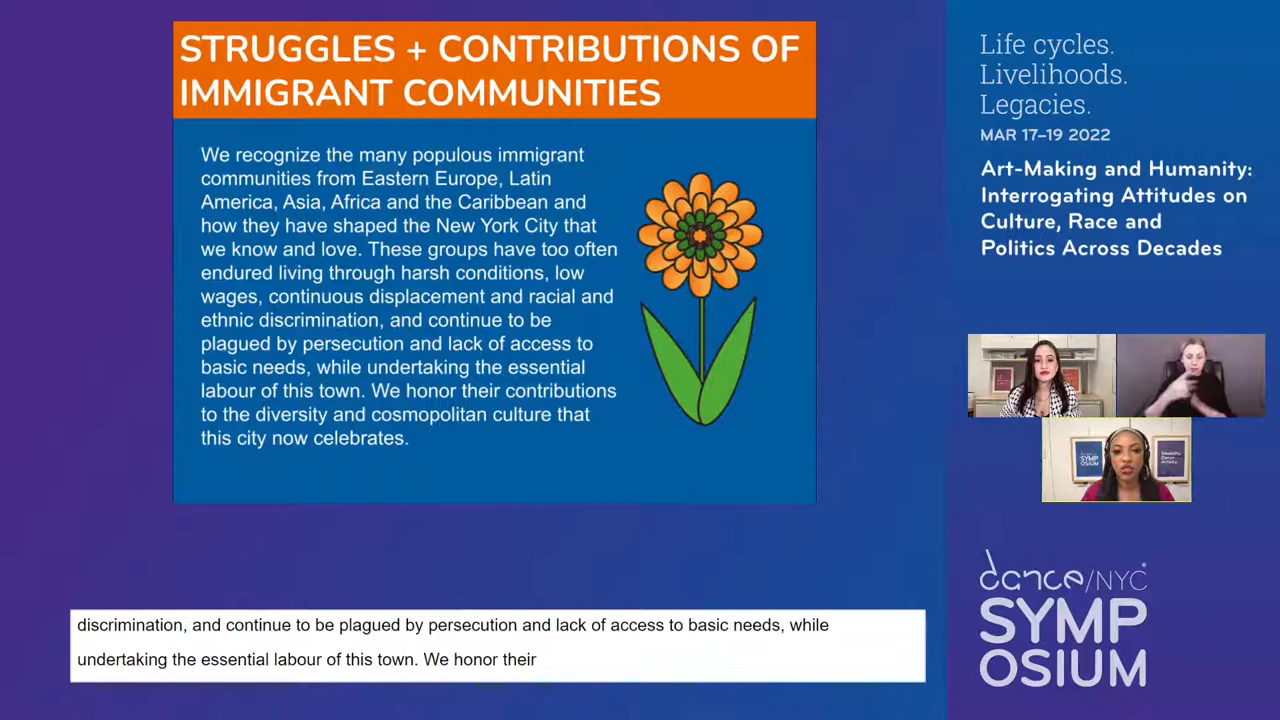 STRUGGLES + CONTRIBUTIONS OF
IMMIGRANT COMMUNITIES
We recognize the many populous immigrant
communities from Eastern Europe, Latin
America, Asia, Africa and the Caribbean and
how they have shaped the New York City that
we know and love. These groups have too often
endured living through harsh conditions, low
wages, continuous displacement and racial and
ethnic discrimination, and continue to be
plagued by persecution and lack of access to
basic needs, while undertaking the essential
labour of this town. We honor their contributions
to the diversity and cosmopolitan culture that
this city now celebrates.
discrimination, and continue to be plagued by persecution and lack of access to basic needs, while
undertaking the essential labour of this town. We honor their
Life cycles.
Livelihoods.
Legacies.
MAR 17–19 2022
Art-Making and Humanity:
Interrogating Attitudes on
Culture, Race and
Politics Across Decades
SYMP
OSIUM
Disability.
Dance.
Artistry.
dance/NYC
SYMP
OSIUM